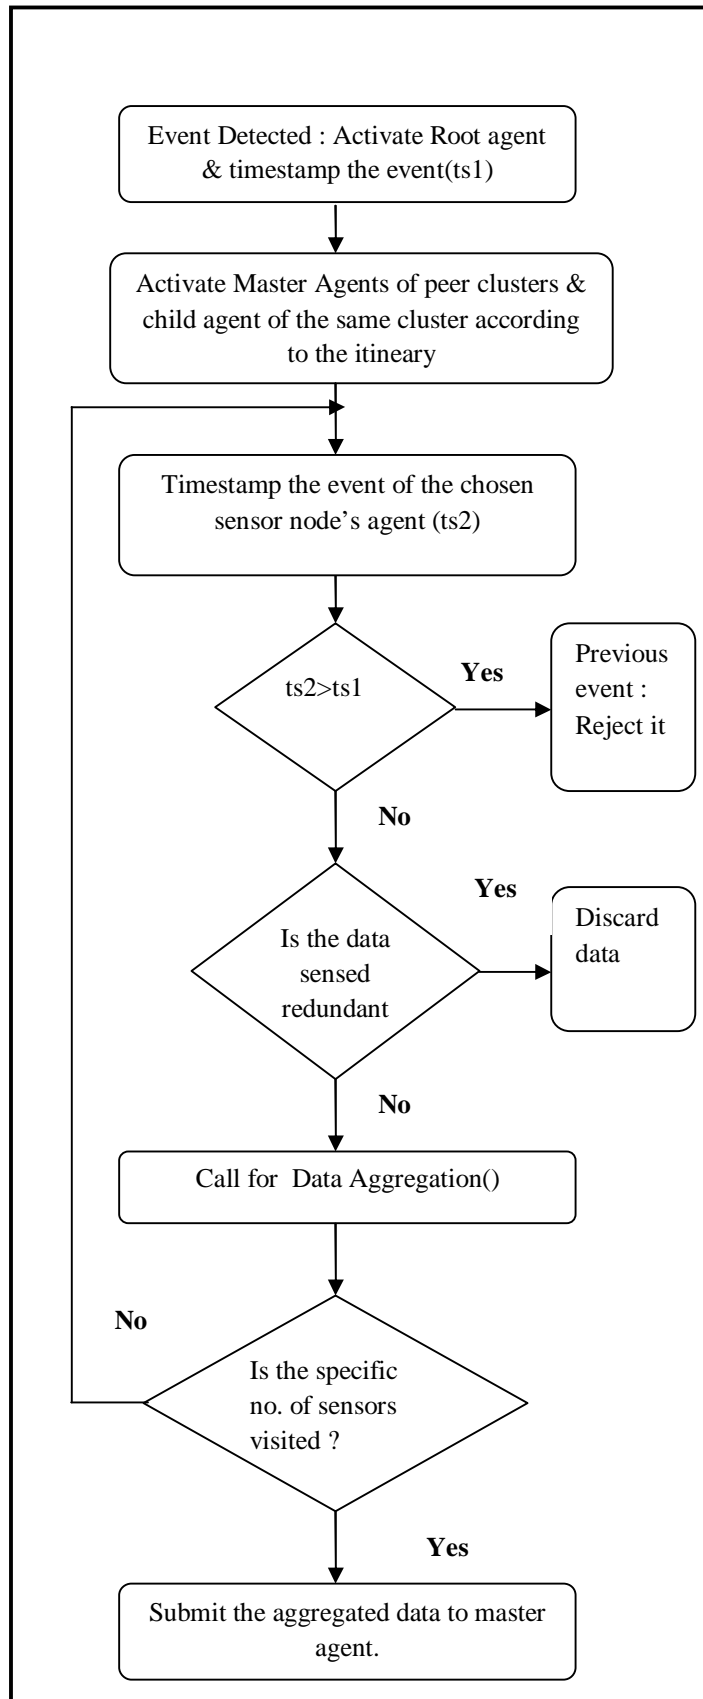 Event Detected : Activate Root agent
& timestamp the event(ts1)
Activate Master Agents of peer clusters &
child agent of the same cluster according
to the itineary
Timestamp the event of the chosen
sensor node’s agent (ts2)
ts2>ts1
Yes
Previous
event :
Reject it
No
Yes
Is the data
sensed
redundant
Discard
data
No
Call for Data Aggregation()
No
Is the specific
no. of sensors
visited ?
Yes
Submit the aggregated data to master
agent.